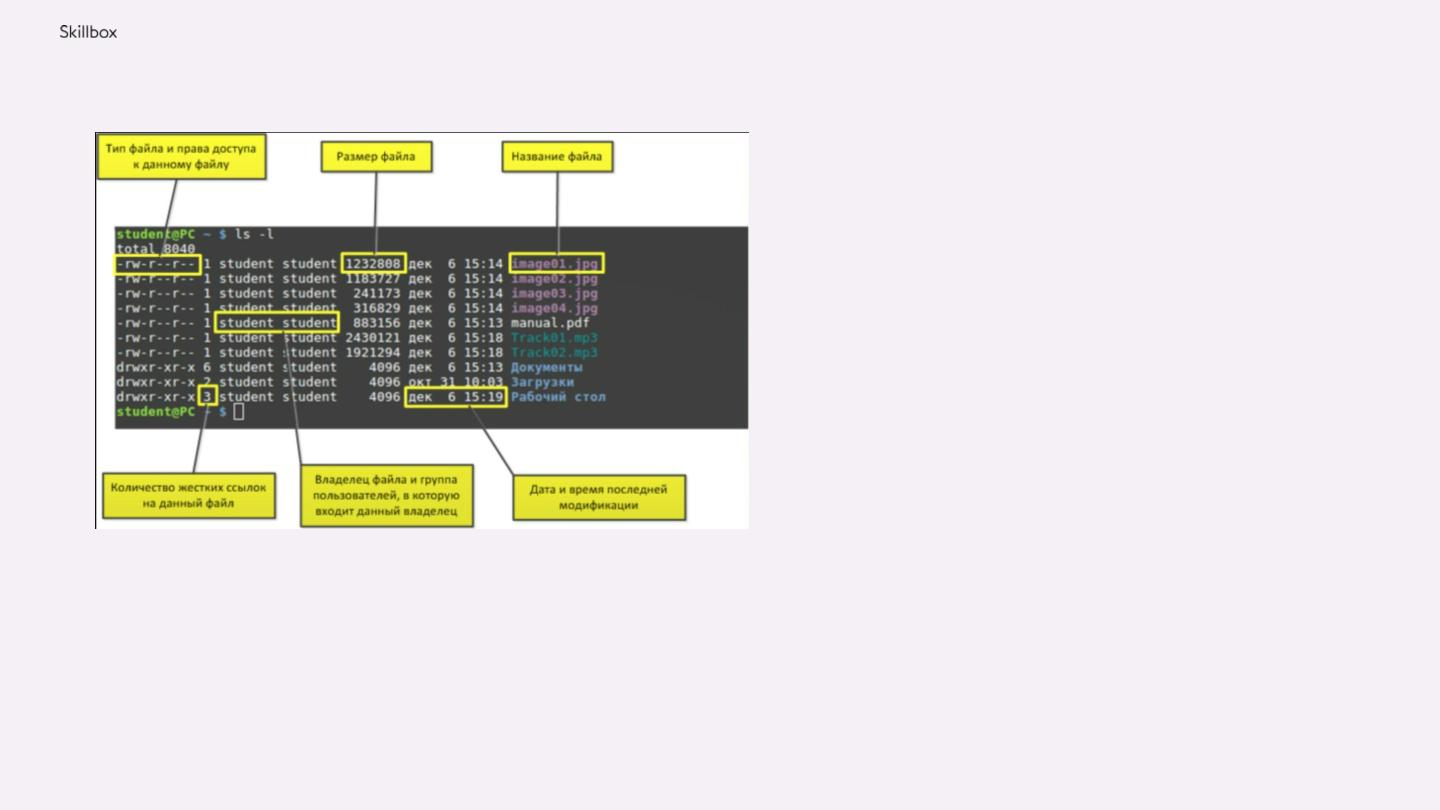 Skillbox
Тип файла и права доступа
к данному файлу
Размер файла
Название файла
student@PC ~ $ ls -l
total 8040
-rw-r--r-- 1 student student 1232808 дек  6 15:14 image01.jpg
-rw-r--r-- 1 student student 1183727 дек  6 15:14 image02.jpg
-rw-r--r-- 1 student student  241173 дек  6 15:14 image03.jpg
-rw-r--r-- 1 student student  316829 дек  6 15:14 image04.jpg
-rw-r--r-- 1 student student  883156 дек  6 15:13 manual.pdf
-rw-r--r-- 1 student student 2430121 дек  6 15:18 Track01.mp3
-rw-r--r-- 1 student student 1921294 дек  6 15:18 Track02.mp3
drwxr-xr-x 6 student student    4096 дек  6 15:13 Документы
drwxr-xr-x 2 student student    4096 окт 31 10:03 Загрузки
drwxr-xr-x 3 student student    4096 дек  6 15:19 Рабочий стол
student@PC ~ $
Количество жестких ссылок
на данный файл
Владелец файла и группа
пользователей, в которую
входит данный владелец
Дата и время последней
модификации